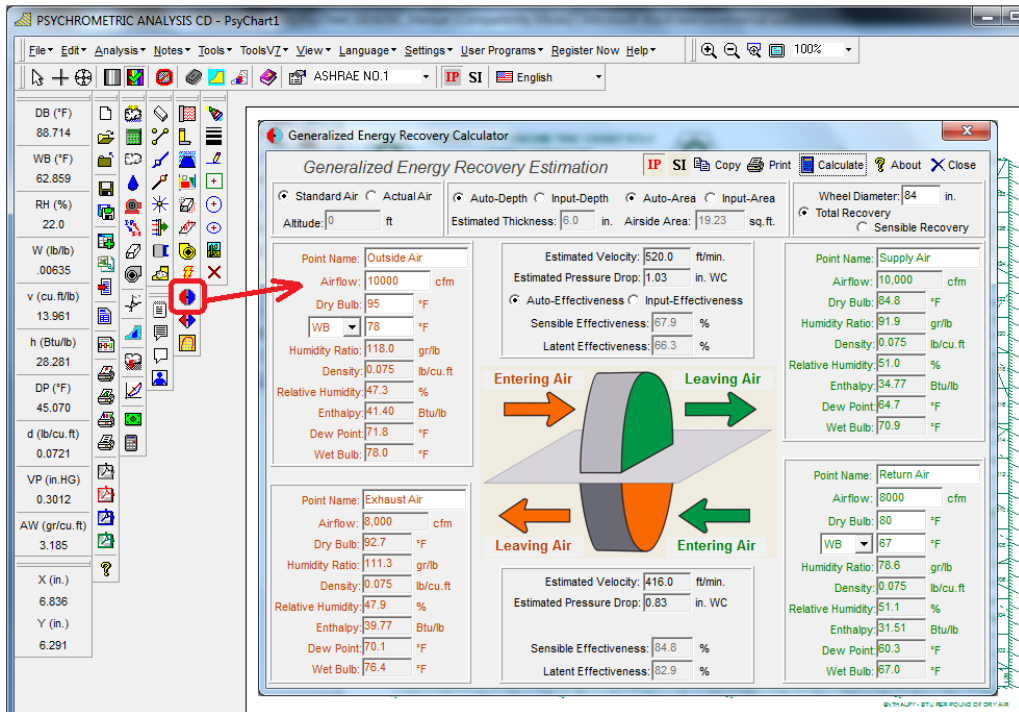 PSYCHROMETRIC ANALYSIS CD - PsyChart1
File Edit Analysis Notes Tools ToolsV7 View Language Settings User Programs Register Now Help 100%
ASHRAE NO.1 IP SI English
DB (°F)
88.714
WB (°F)
62.859
RH (%)
22.0
W (lb/lb)
.00635
v (cu.ft/lb)
13.961
h (Btu/lb)
28.281
DP (°F)
45.070
d (lb/cu.ft)
0.0721
VP (in.HG)
0.3012
AW (gr/cu.ft)
3.185
X (in.)
6.836
Y (in.)
6.291
Generalized Energy Recovery Calculator
Generalized Energy Recovery Estimation IP SI Copy Print Calculate About Close
Standard Air Actual Air
Altitude: 0 ft
Auto-Depth Input-Depth Auto-Area Input-Area
Estimated Thickness: 6.0 in. Airside Area: 19.23 sq.ft.
Wheel Diameter: 84 in.
Total Recovery
Sensible Recovery
Point Name: Outside Air
Airflow: 10000 cfm
Dry Bulb: 95 °F
WB 78 °F
Humidity Ratio: 118.0 gr/lb
Density: 0.075 lb/cu.ft
Relative Humidity: 47.3 %
Enthalpy: 41.40 Btu/lb
Dew Point: 71.8 °F
Wet Bulb: 78.0 °F
Estimated Velocity: 520.0 ft/min.
Estimated Pressure Drop: 1.03 in. WC
Auto-Effectiveness Input-Effectiveness
Sensible Effectiveness: 67.9 %
Latent Effectiveness: 66.3 %
Point Name: Supply Air
Airflow: 10,000 cfm
Dry Bulb: 84.8 °F
Humidity Ratio: 91.9 gr/lb
Density: 0.075 lb/cu.ft
Relative Humidity: 51.0 %
Enthalpy: 34.77 Btu/lb
Dew Point: 64.7 °F
Wet Bulb: 70.9 °F
Entering Air Leaving Air
Leaving Air Entering Air
Point Name: Exhaust Air
Airflow: 8,000 cfm
Dry Bulb: 92.7 °F
Humidity Ratio: 111.3 gr/lb
Density: 0.075 lb/cu.ft
Relative Humidity: 47.9 %
Enthalpy: 39.77 Btu/lb
Dew Point: 70.1 °F
Wet Bulb: 76.4 °F
Estimated Velocity: 416.0 ft/min.
Estimated Pressure Drop: 0.83 in. WC
Sensible Effectiveness: 84.8 %
Latent Effectiveness: 82.9 %
Point Name: Return Air
Airflow: 8000 cfm
Dry Bulb: 80 °F
WB 67 °F
Humidity Ratio: 78.6 gr/lb
Density: 0.075 lb/cu.ft
Relative Humidity: 51.1 %
Enthalpy: 31.51 Btu/lb
Dew Point: 60.3 °F
Wet Bulb: 67.0 °F
ENTHALPY - BTU PER POUND OF DRY AIR